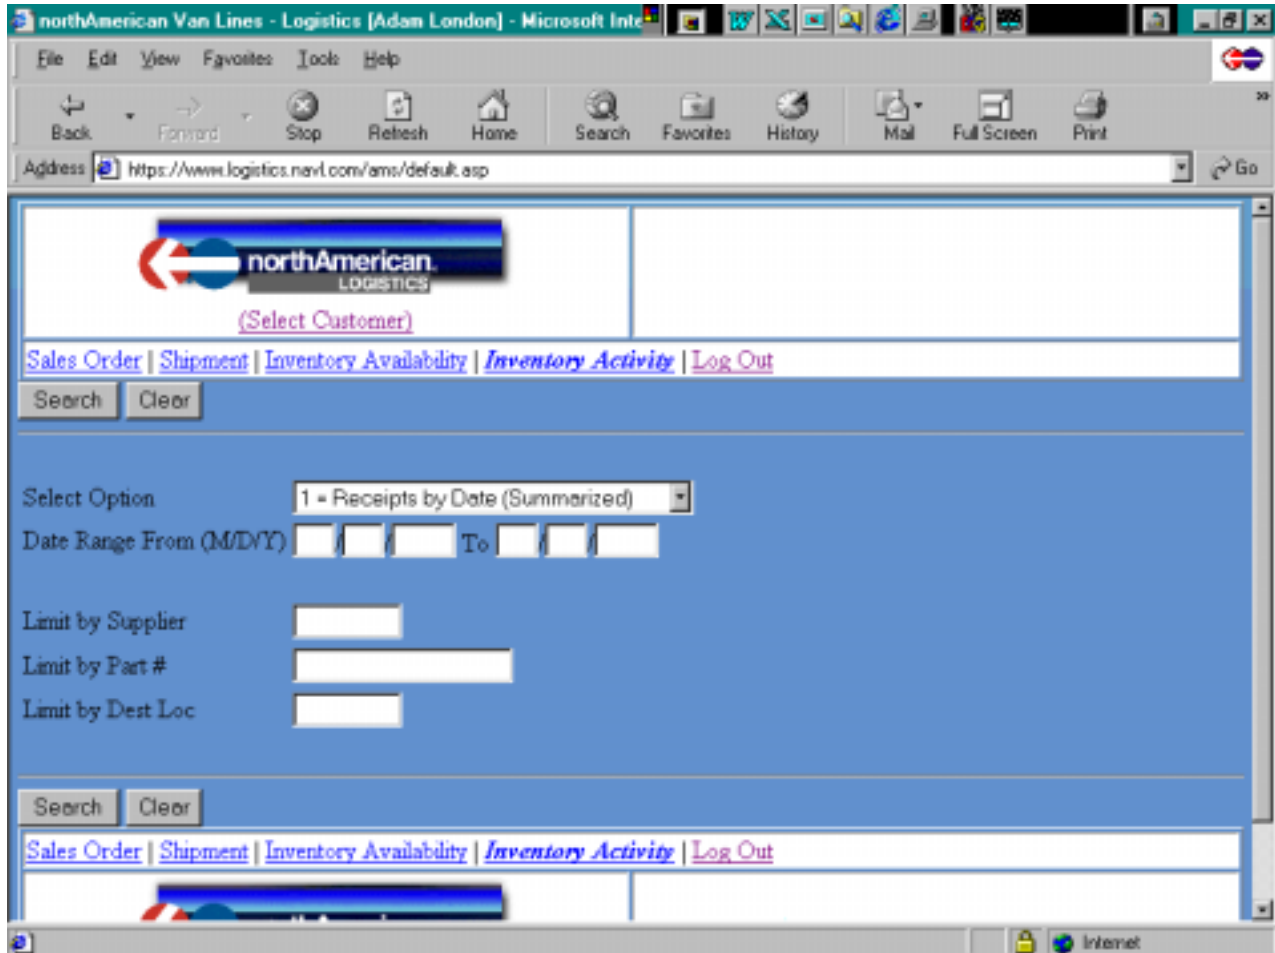 northAmerican Van Lines - Logistics [Adam London] - Microsoft Inte
File Edit View Favorites Tools Help
Back Forward Stop Refresh Home Search Favorites History Mail Full Screen Print
Address https://www.logistics.navl.com/ams/default.asp Go
northAmerican.
LOGISTICS
(Select Customer)
Sales Order | Shipment | Inventory Availability | Inventory Activity | Log Out
Search Clear
Select Option 1 = Receipts by Date (Summarized)
Date Range From (M/D/Y) / / To / /
Limit by Supplier
Limit by Part #
Limit by Dest Loc
Search Clear
Sales Order | Shipment | Inventory Availability | Inventory Activity | Log Out
Internet